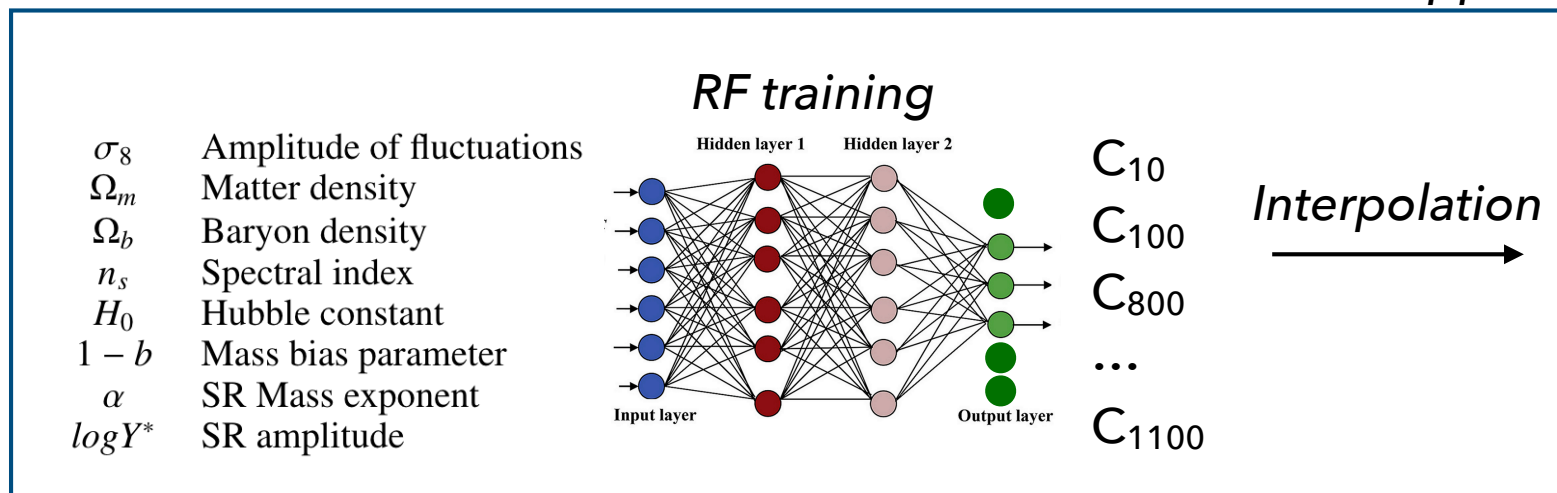 RF training
σ₈ Amplitude of fluctuations
Ωₘ Matter density
Ω_b Baryon density
nₛ Spectral index
H₀ Hubble constant
1 − b Mass bias parameter
α SR Mass exponent
logY* SR amplitude
Hidden layer 1 Hidden layer 2
Input layer
Output layer
C₁₀
C₁₀₀
C₈₀₀
...
C₁₁₀₀
Interpolation